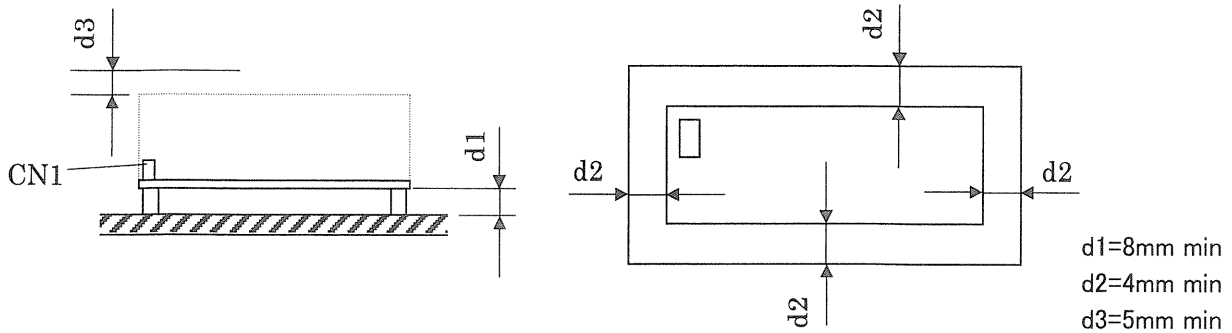 d3
CN1
d1
d2
d2
d2
d2
d1=8mm min
d2=4mm min
d3=5mm min